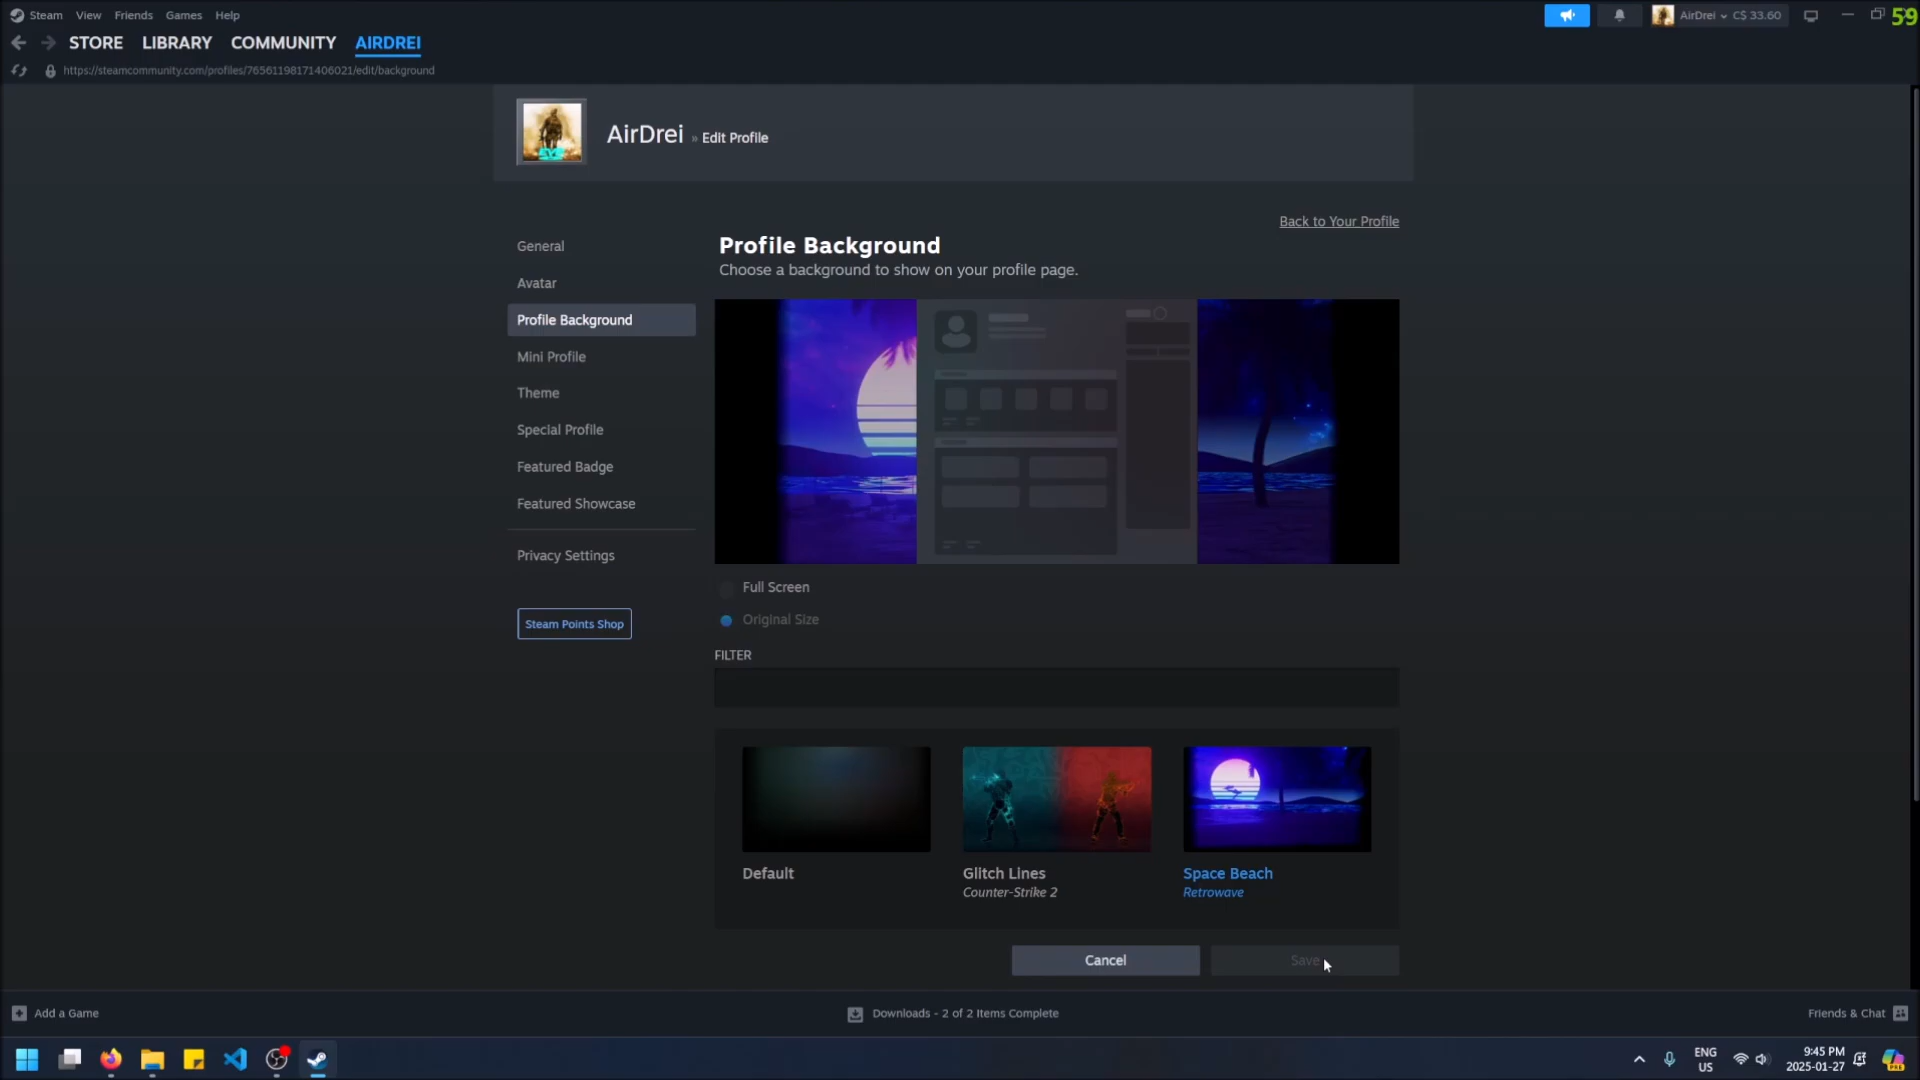 Steam View Friends Games Help
AirDrei C$ 33.60
59
STORE LIBRARY COMMUNITY AIRDREI
https://steamcommunity.com/profiles/76561198171406021/edit/background
AirDrei » Edit Profile
Back to Your Profile
General
Avatar
Profile Background
Mini Profile
Theme
Special Profile
Featured Badge
Featured Showcase
Privacy Settings
Steam Points Shop
Profile Background
Choose a background to show on your profile page.
Full Screen
Original Size
FILTER
Default
Glitch Lines
Counter-Strike 2
Space Beach
Retrowave
Cancel
Save
Add a Game
Downloads - 2 of 2 Items Complete
Friends & Chat
ENG
US
9:45 PM
2025-01-27
PRE